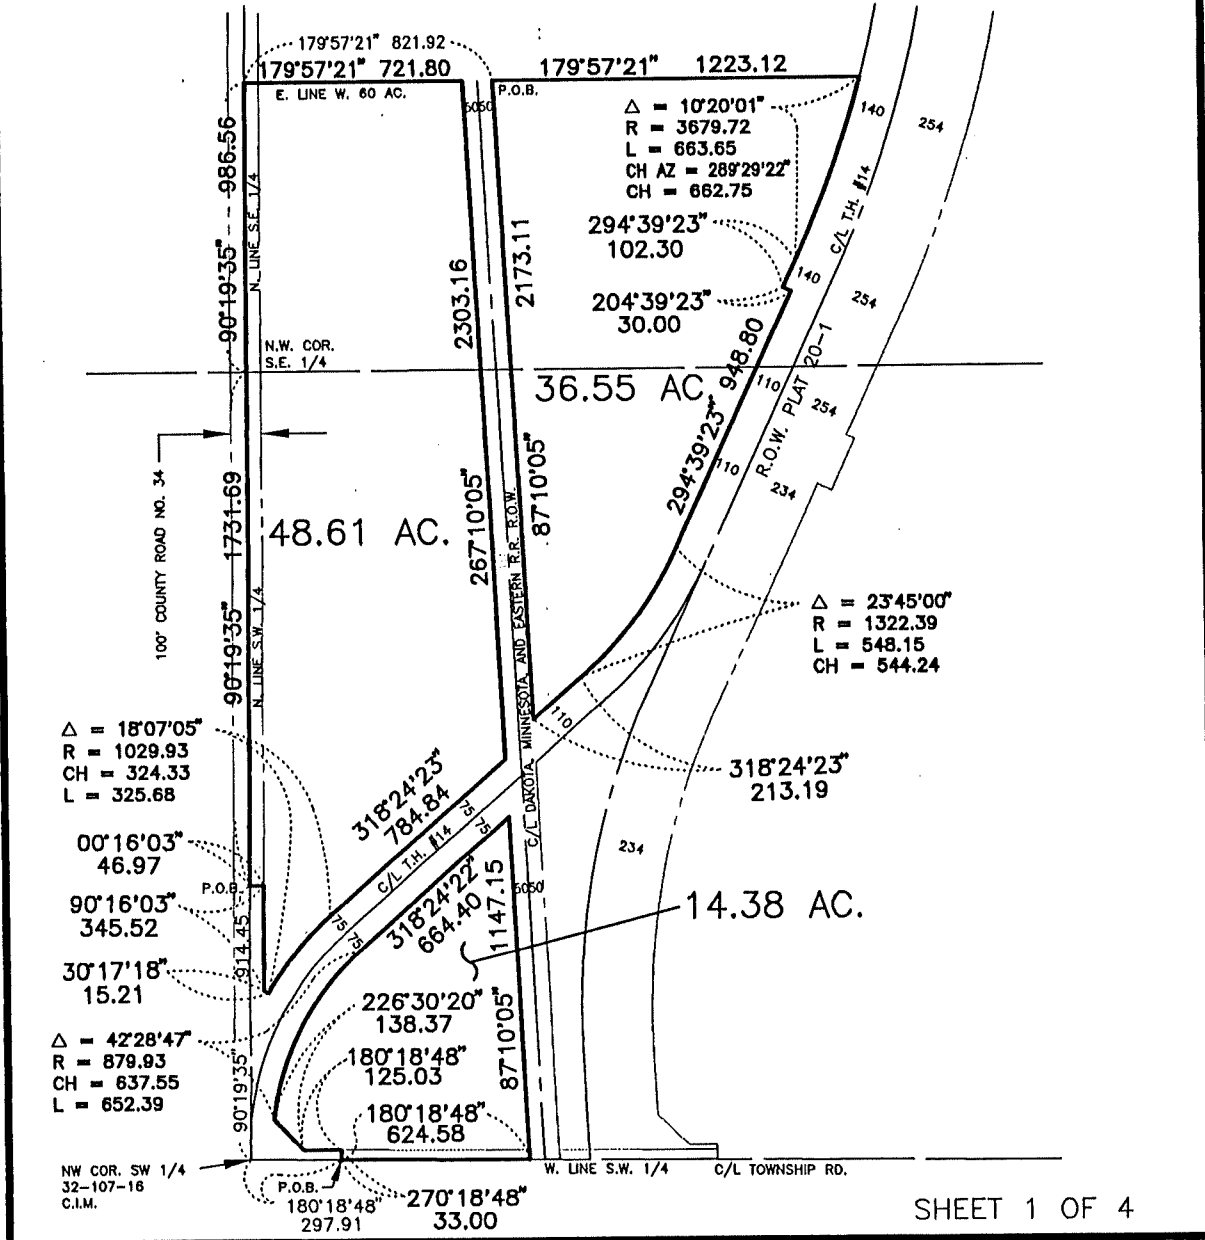 179°57'21" 821.92
179°57'21" 721.80
179°57'21" 1223.12
E. LINE W. 60 AC.
P.O.B.
5050
Δ = 10°20'01"
R = 3679.72
L = 663.65
CH AZ = 289°29'22"
CH = 662.75
140
254
986.56
N. LINE S.E. 1/4
90°19'35"
2303.16
2173.11
294°39'23"
102.30
C/L T.H. #14
140
254
204°39'23"
30.00
N.W. COR.
S.E. 1/4
948.80
294°39'23"
36.55 AC.
110
R.O.W. PLAT 20-1
254
110
234
100' COUNTY ROAD NO. 34
1731.69
90°19'35"
N. LINE S.W. 1/4
48.61 AC.
267°10'05"
87°10'05"
C/L DAKOTA, MINNESOTA, AND EASTERN R.R. R.O.W.
Δ = 23°45'00"
R = 1322.39
L = 548.15
CH = 544.24
110
Δ = 18°07'05"
R = 1029.93
CH = 324.33
L = 325.68
318°24'23"
784.84
318°24'23"
213.19
00°16'03"
46.97
P.O.B.
75
75
C/L T.H. #14
234
90°16'03"
345.52
914.45
75
75
318°24'22"
664.40
1147.15
5050
14.38 AC.
30°17'18"
15.21
226°30'20"
138.37
Δ = 42°28'47"
R = 879.93
CH = 637.55
L = 652.39
90°19'35"
180°18'48"
125.03
87°10'05"
180°18'48"
624.58
NW COR. SW 1/4
32-107-16
C.I.M.
W. LINE S.W. 1/4
C/L TOWNSHIP RD.
P.O.B.
180°18'48"
297.91
270°18'48"
33.00
SHEET 1 OF 4